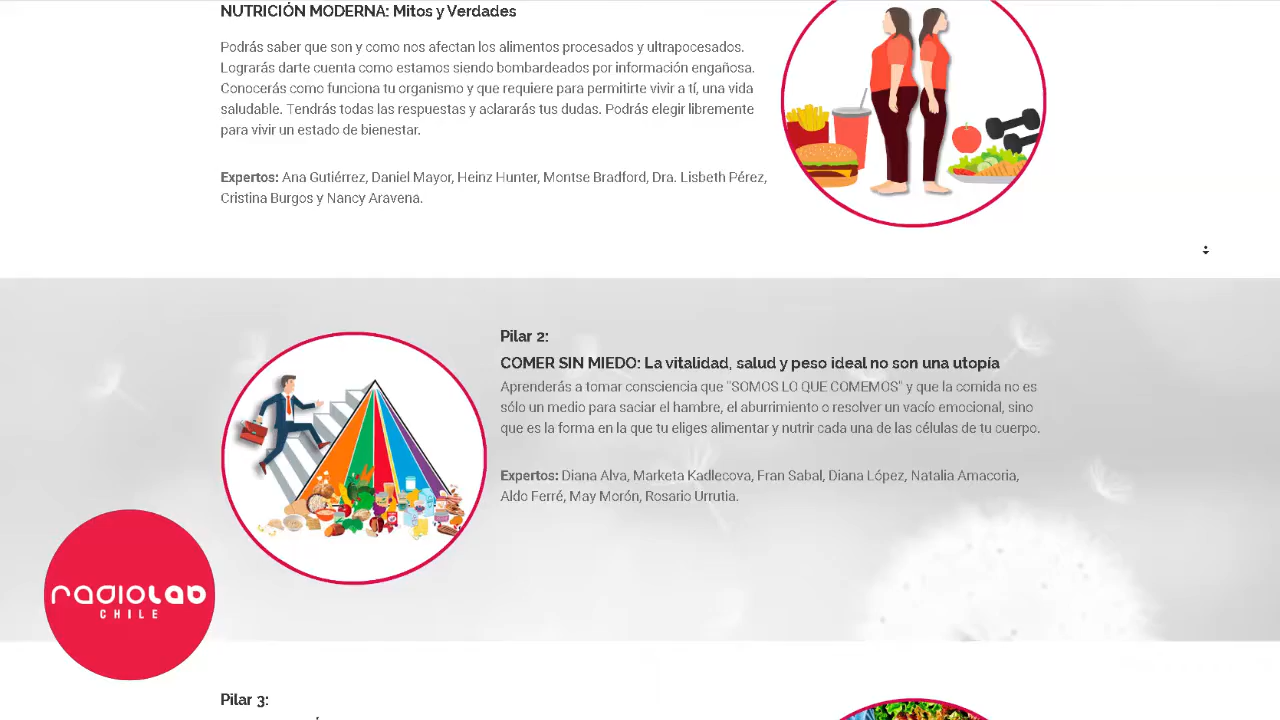 NUTRICIÓN MODERNA: Mitos y Verdades
Podrás saber que son y como nos afectan los alimentos procesados y ultrapocesados.
Lograrás darte cuenta como estamos siendo bombardeados por información engañosa.
Conocerás como funciona tu organismo y que requiere para permitirte vivir a tí, una vida
saludable. Tendrás todas las respuestas y aclararás tus dudas. Podrás elegir libremente
para vivir un estado de bienestar.
Expertos: Ana Gutiérrez, Daniel Mayor, Heinz Hunter, Montse Bradford, Dra. Lisbeth Pérez,
Cristina Burgos y Nancy Aravena.
Pilar 2:
COMER SIN MIEDO: La vitalidad, salud y peso ideal no son una utopía
Aprenderás a tomar consciencia que "SOMOS LO QUE COMEMOS" y que la comida no es
sólo un medio para saciar el hambre, el aburrimiento o resolver un vacío emocional, sino
que es la forma en la que tu eliges alimentar y nutrir cada una de las células de tu cuerpo.
Expertos: Diana Alva, Marketa Kadlecova, Fran Sabal, Diana López, Natalia Amacoria,
Aldo Ferré, May Morón, Rosario Urrutia.
radiolab
CHILE
Pilar 3: